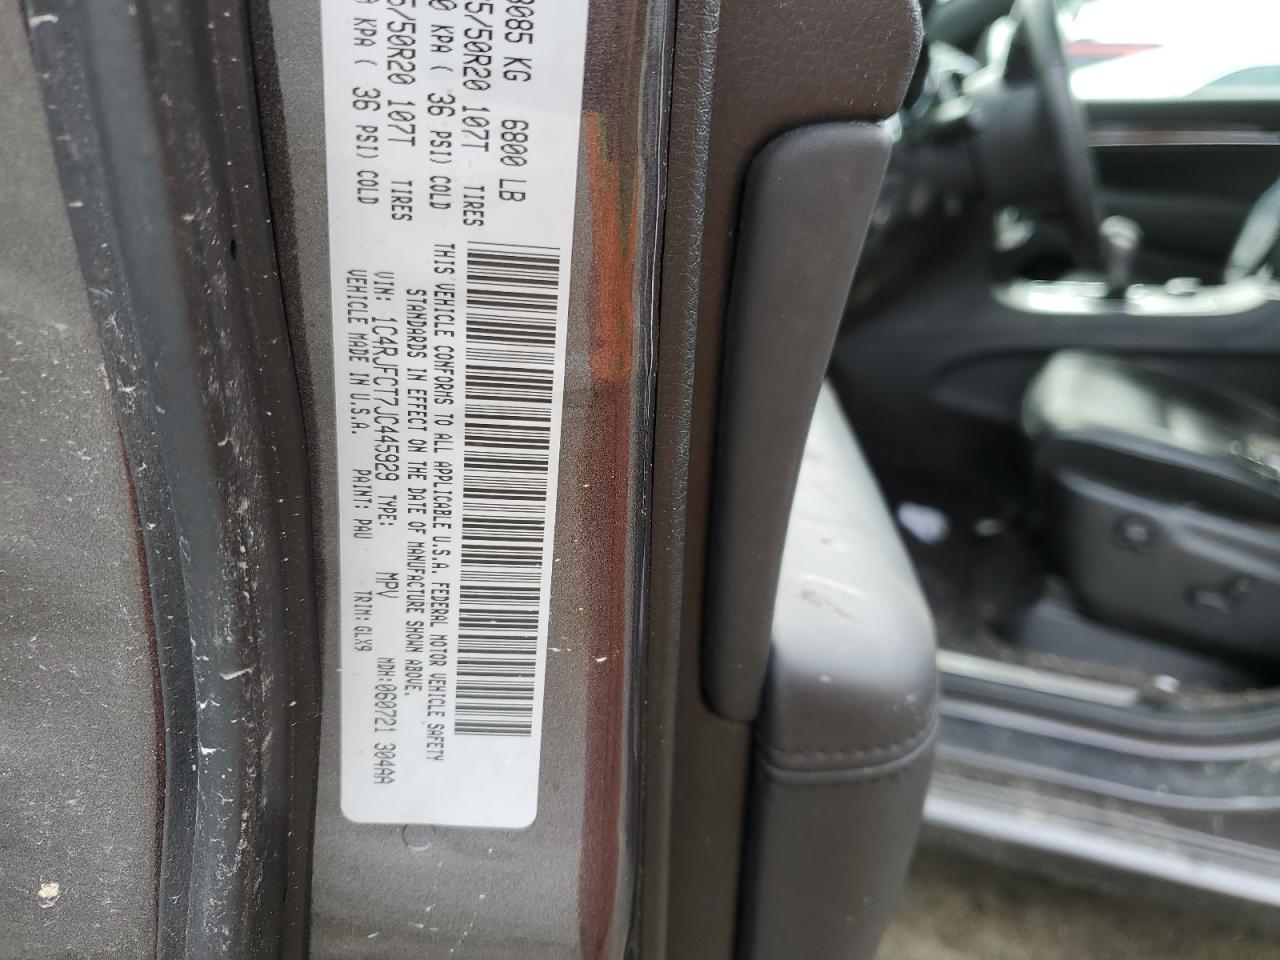 3085 KG 6800 LB
5/50R20 107T TIRES
0 KPA ( 36 PSI) COLD
5/50R20 107T TIRES
KPA ( 36 PSI) COLD
THIS VEHICLE CONFORMS TO ALL APPLICABLE U.S.A. FEDERAL MOTOR VEHICLE SAFETY
STANDARDS IN EFFECT ON THE DATE OF MANUFACTURE SHOWN ABOVE.
VIN: 1C4RJFCT7JC445929 TYPE: MPV MDH:060721 304AA
VEHICLE MADE IN U.S.A. PAINT: PAU TRIM: GLX9